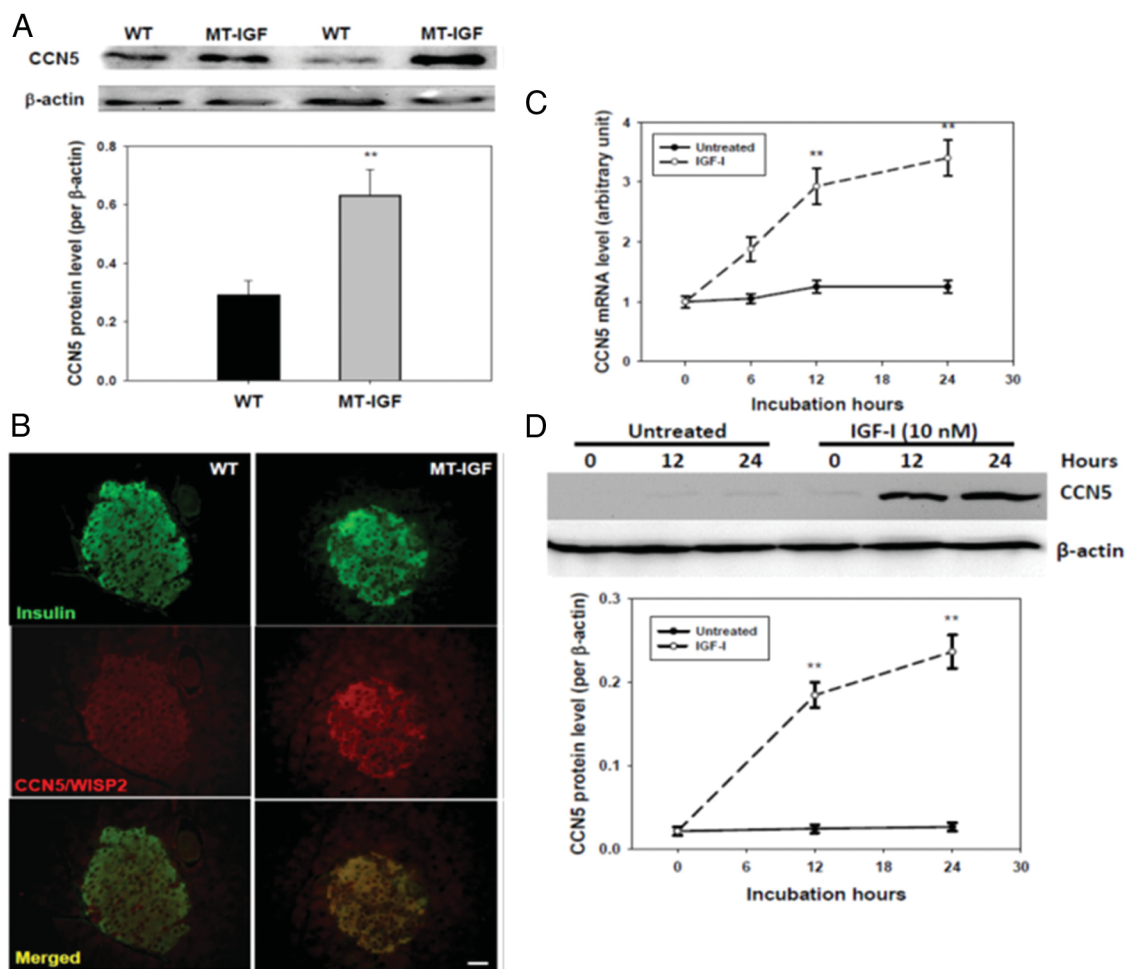 A
WT MT-IGF WT MT-IGF
CCN5
β-actin
CCN5 protein level (per β-actin)
0.8
0.6
0.4
0.2
0.0
**
WT MT-IGF
B
WT MT-IGF
Insulin
CCN5/WISP2
Merged
C
CCN5 mRNA level (arbitrary unit)
4
3
2
1
0
Untreated
IGF-I
**
**
0 6 12 18 24 30
Incubation hours
D
Untreated IGF-I (10 nM)
0 12 24 0 12 24 Hours
CCN5
β-actin
CCN5 protein level (per β-actin)
0.3
0.2
0.1
0.0
Untreated
IGF-I
**
**
0 6 12 18 24 30
Incubation hours